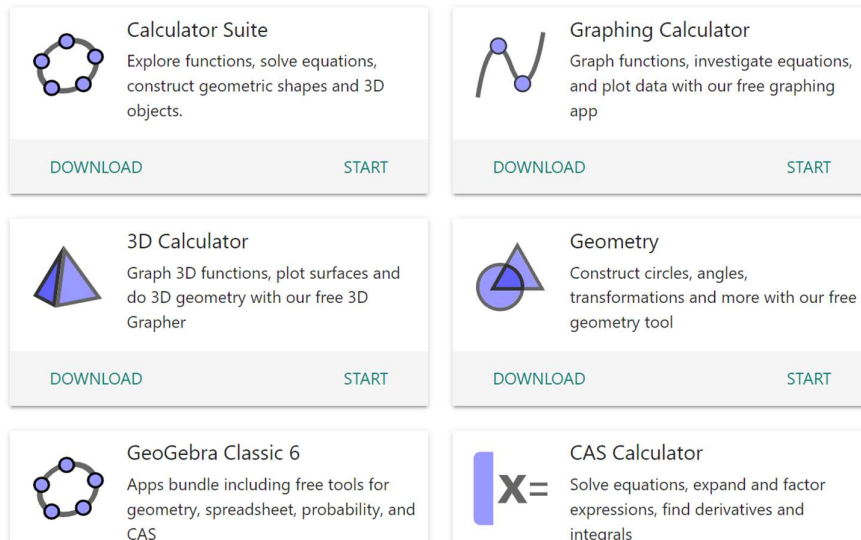 Calculator Suite
Explore functions, solve equations,
construct geometric shapes and 3D
objects.
DOWNLOAD START
Graphing Calculator
Graph functions, investigate equations,
and plot data with our free graphing
app
DOWNLOAD START
3D Calculator
Graph 3D functions, plot surfaces and
do 3D geometry with our free 3D
Grapher
DOWNLOAD START
Geometry
Construct circles, angles,
transformations and more with our free
geometry tool
DOWNLOAD START
GeoGebra Classic 6
Apps bundle including free tools for
geometry, spreadsheet, probability, and
CAS
X=
CAS Calculator
Solve equations, expand and factor
expressions, find derivatives and
integrals